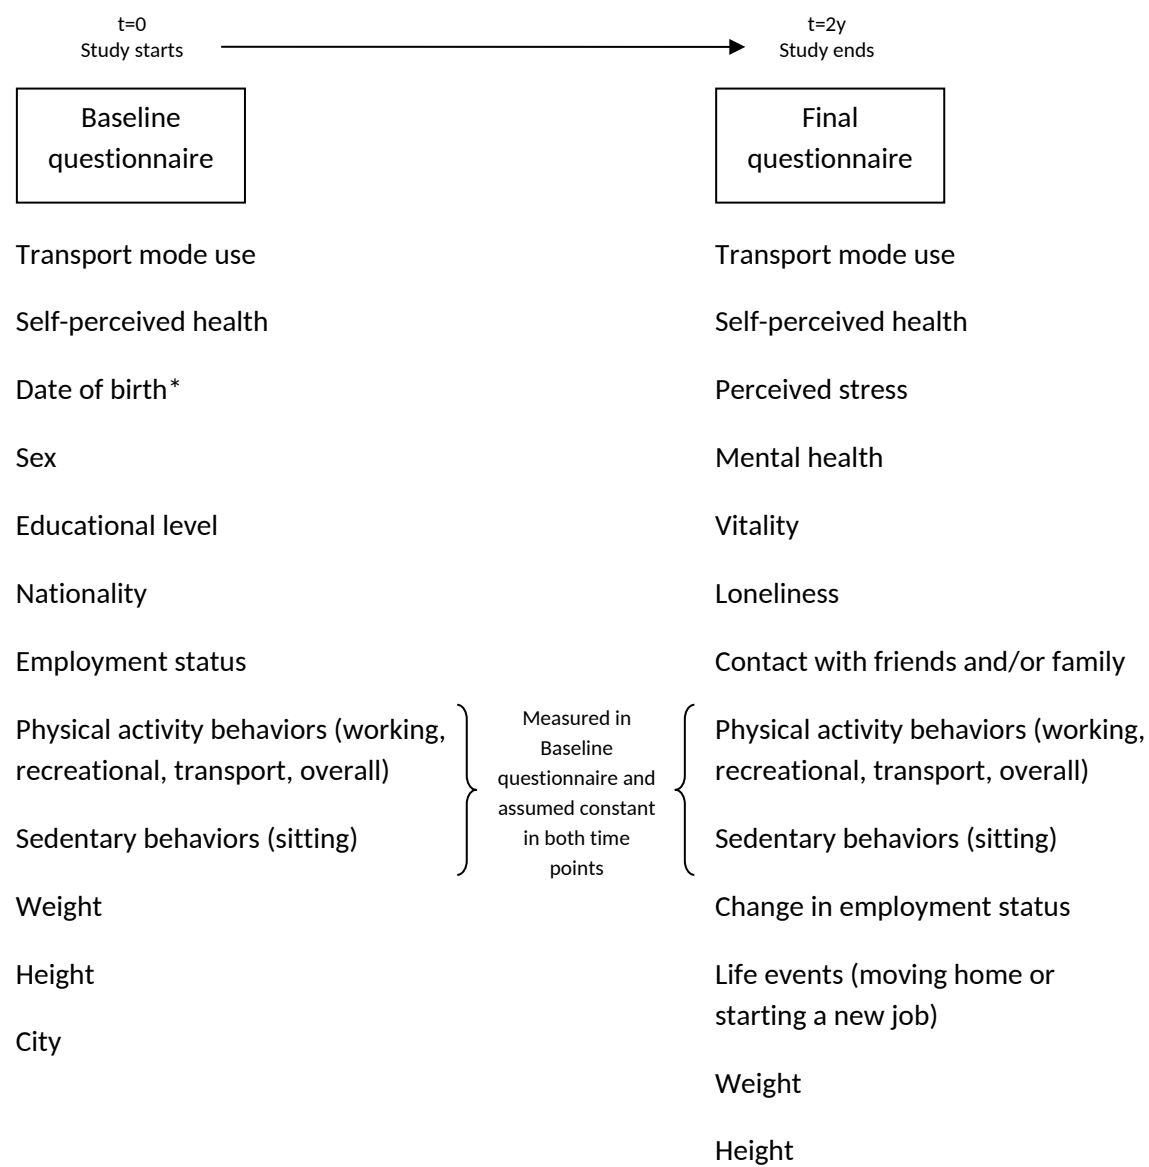 t=0
Study starts
t=2y
Study ends
Baseline
questionnaire
Final
questionnaire
Transport mode use
Self-perceived health
Date of birth*
Sex
Educational level
Nationality
Employment status
Physical activity behaviors (working,
recreational, transport, overall)
Sedentary behaviors (sitting)
Weight
Height
City
Measured in
Baseline
questionnaire and
assumed constant
in both time
points
Transport mode use
Self-perceived health
Perceived stress
Mental health
Vitality
Loneliness
Contact with friends and/or family
Physical activity behaviors (working,
recreational, transport, overall)
Sedentary behaviors (sitting)
Change in employment status
Life events (moving home or
starting a new job)
Weight
Height